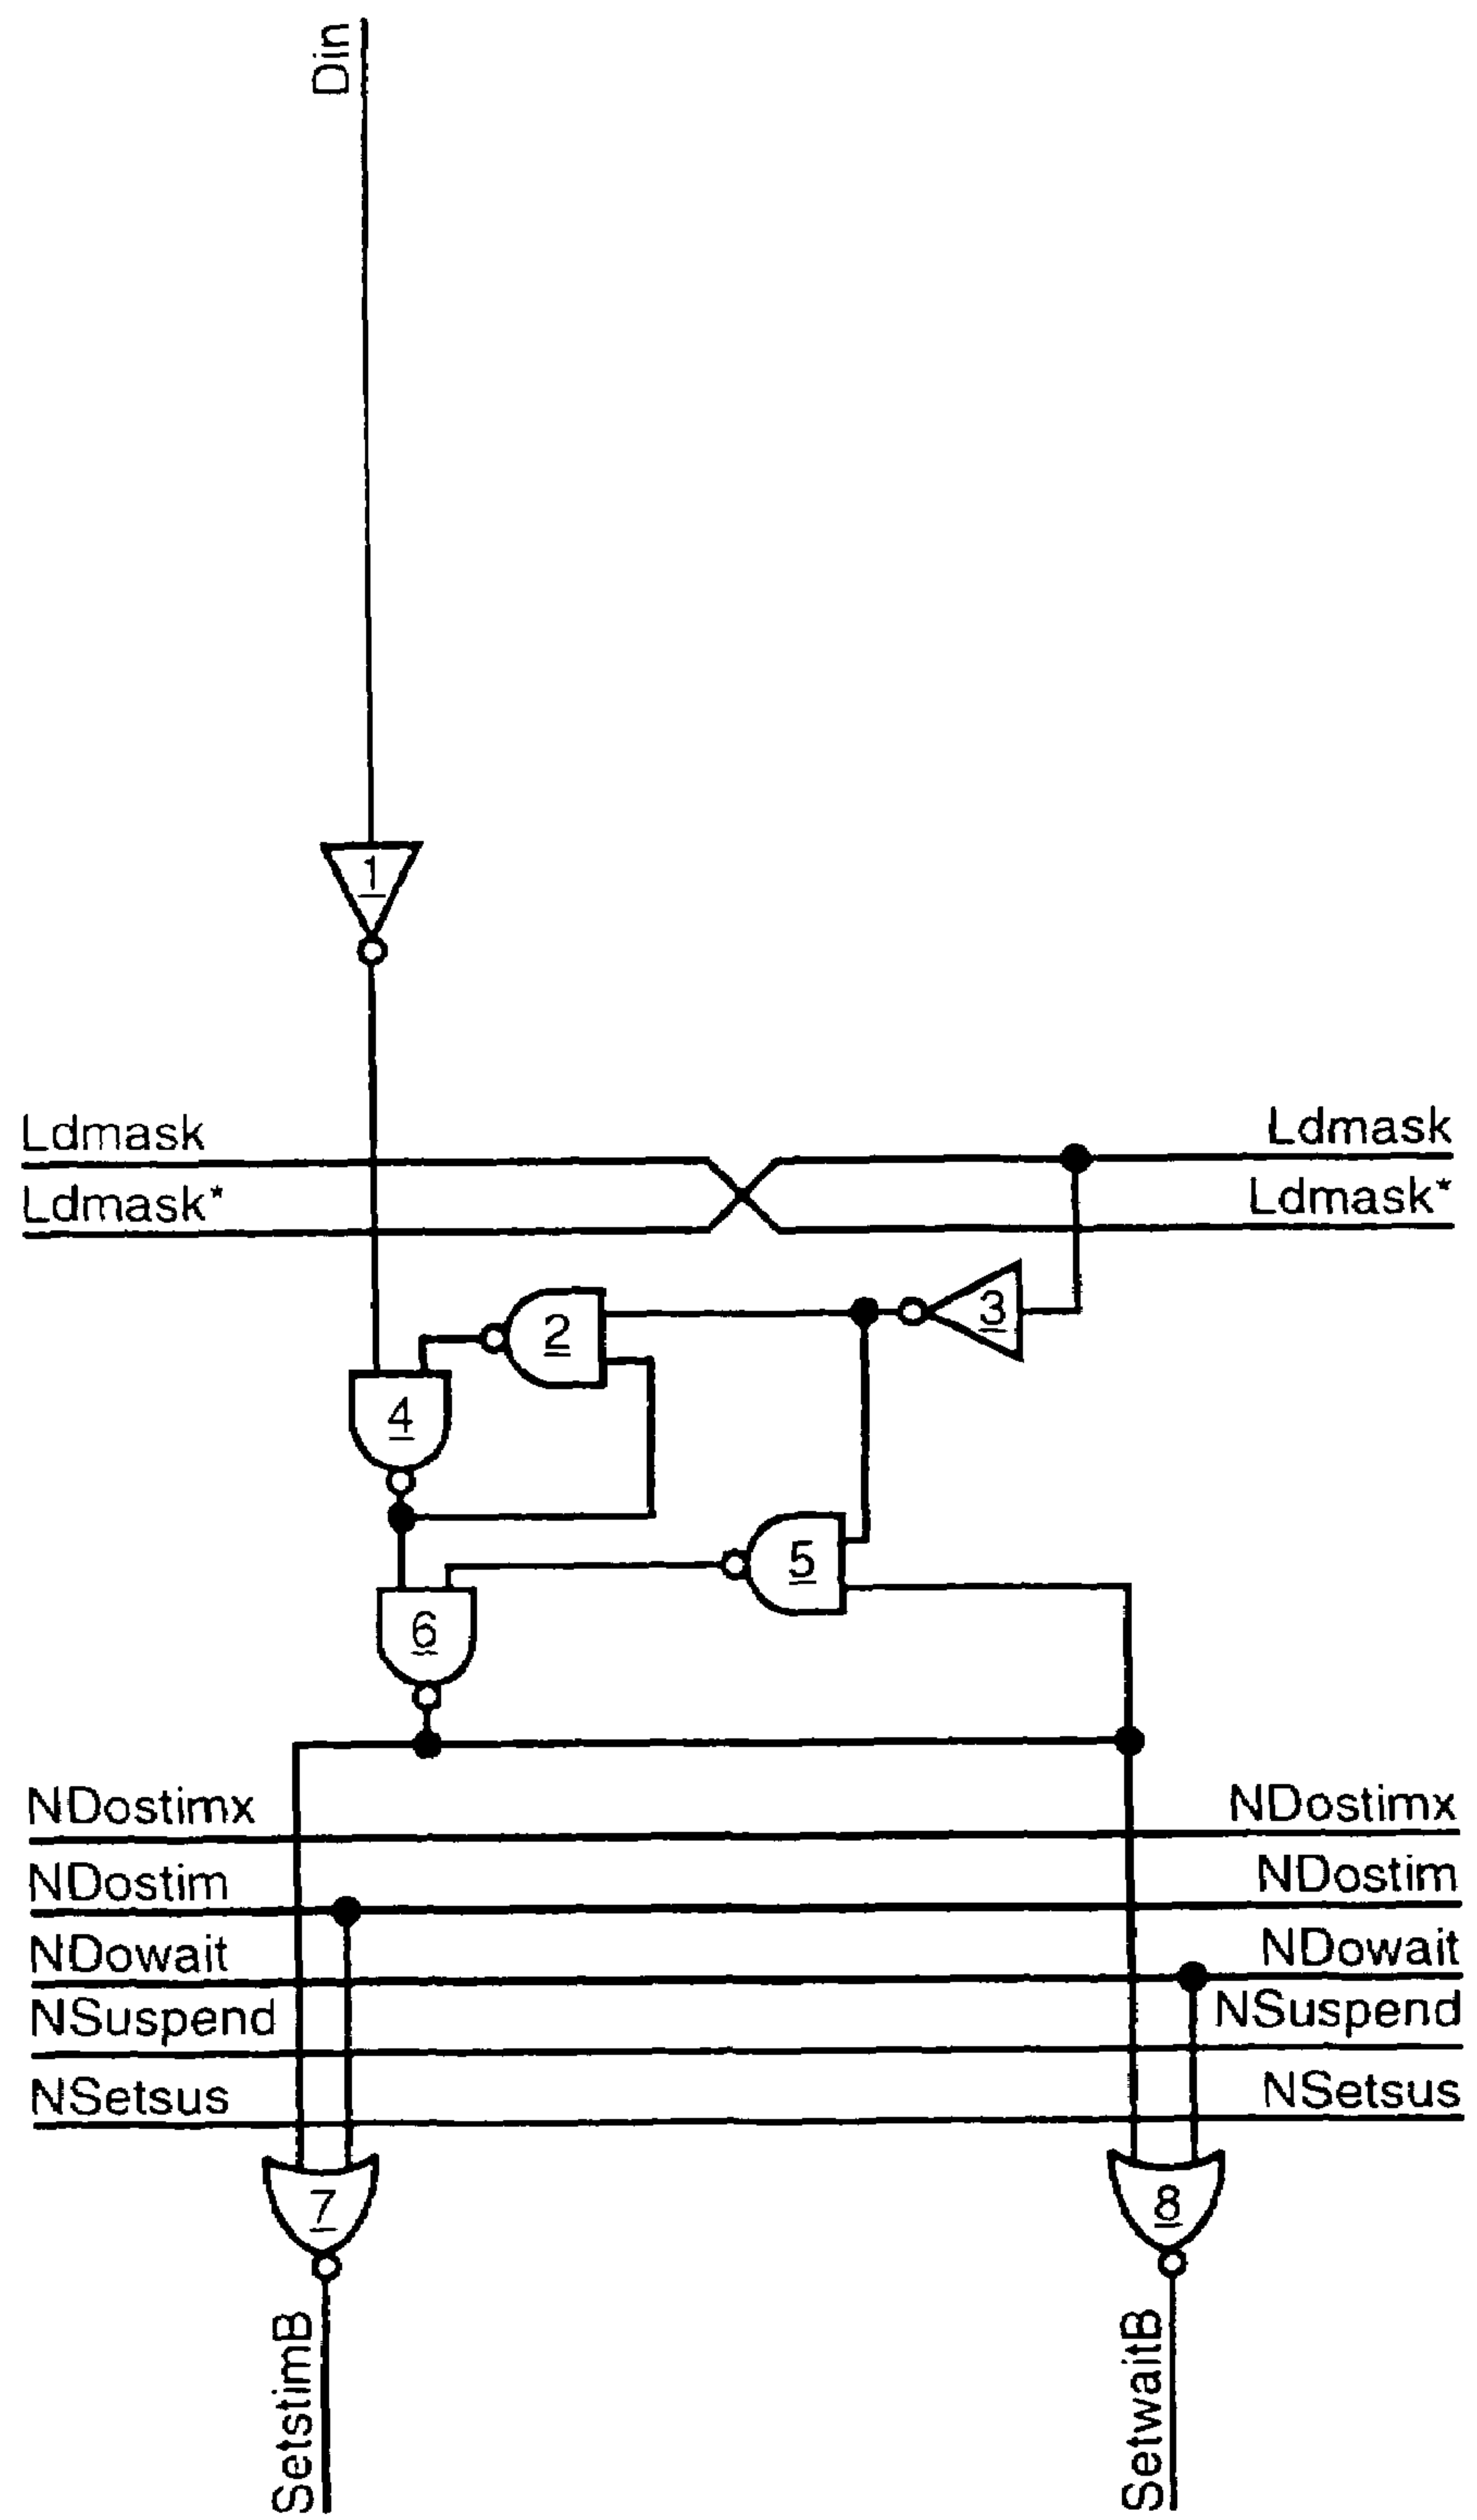 Din
1
Ldmask Ldmask
Ldmask* Ldmask*
3
2
4
5
6
NDostimx NDostimx
NDostim NDostim
NDowait NDowait
NSuspend NSuspend
NSetsus NSetsus
7 8
SetstimB SetwaitB